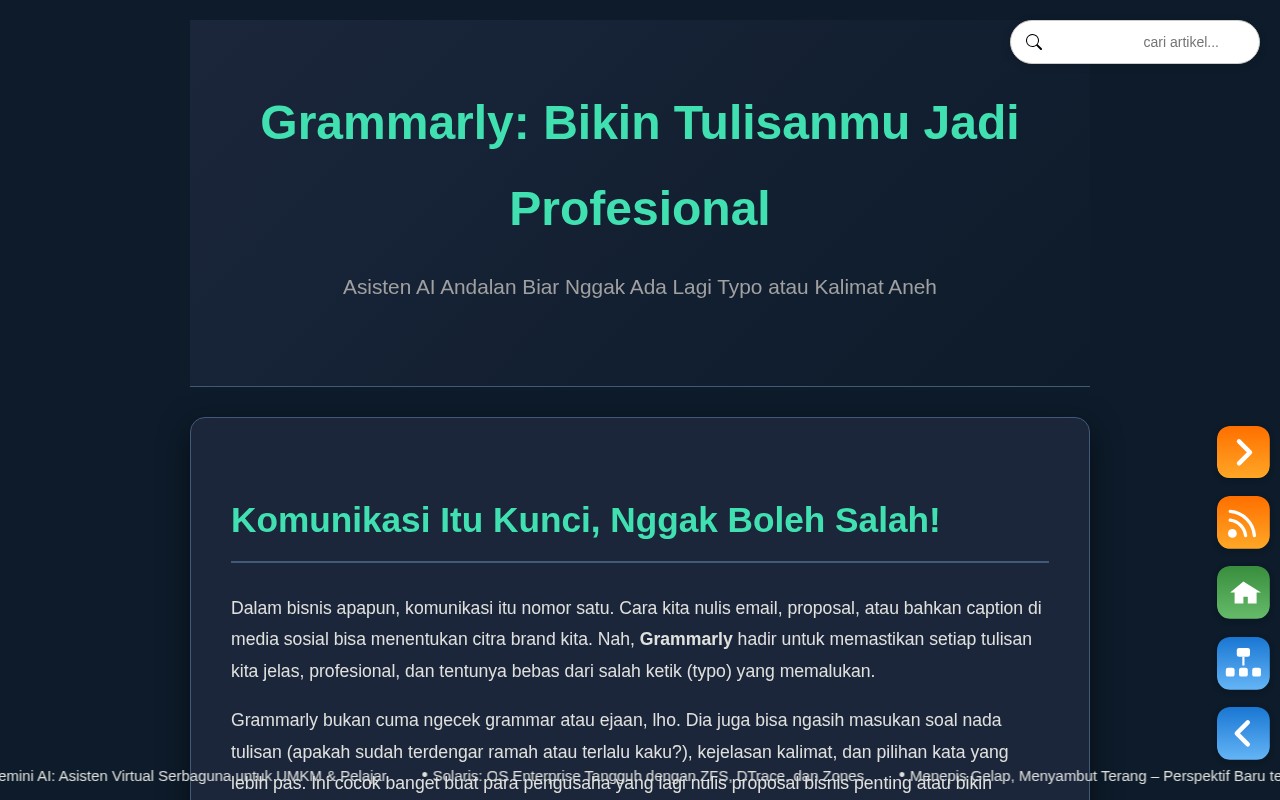 cari artikel...
Grammarly: Bikin Tulisanmu Jadi
Profesional
Asisten AI Andalan Biar Nggak Ada Lagi Typo atau Kalimat Aneh
Komunikasi Itu Kunci, Nggak Boleh Salah!
Dalam bisnis apapun, komunikasi itu nomor satu. Cara kita nulis email, proposal, atau bahkan caption di
media sosial bisa menentukan citra brand kita. Nah, Grammarly hadir untuk memastikan setiap tulisan
kita jelas, profesional, dan tentunya bebas dari salah ketik (typo) yang memalukan.
Grammarly bukan cuma ngecek grammar atau ejaan, lho. Dia juga bisa ngasih masukan soal nada
tulisan (apakah sudah terdengar ramah atau terlalu kaku?), kejelasan kalimat, dan pilihan kata yang
lebih pas. Ini cocok banget buat para pengusaha yang lagi nulis proposal bisnis penting atau bikin
emini AI: Asisten Virtual Serbaguna untuk UMKM & Pelajar • Solaris: OS Enterprise Tangguh dengan ZFS, DTrace, dan Zones • Menepis Gelap, Menyambut Terang – Perspektif Baru te